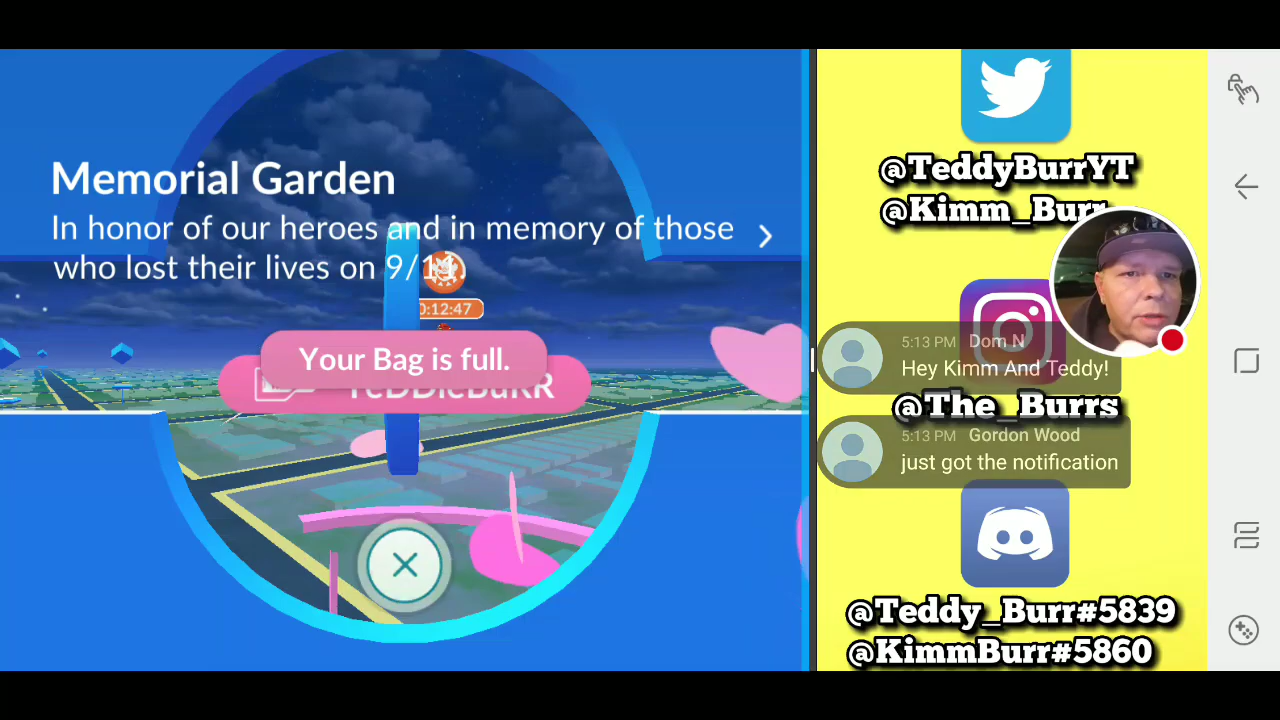 Memorial Garden
In honor of our heroes and in memory of those
who lost their lives on 9/11.
0:12:47
Your Bag is full.
TeDDieBuRR
@TeddyBurrYT
@Kimm_Burr
5:13 PM Dom N
Hey Kimm And Teddy!
@The_Burrs
5:13 PM Gordon Wood
just got the notification
@Teddy_Burr#5839
@KimmBurr#5860